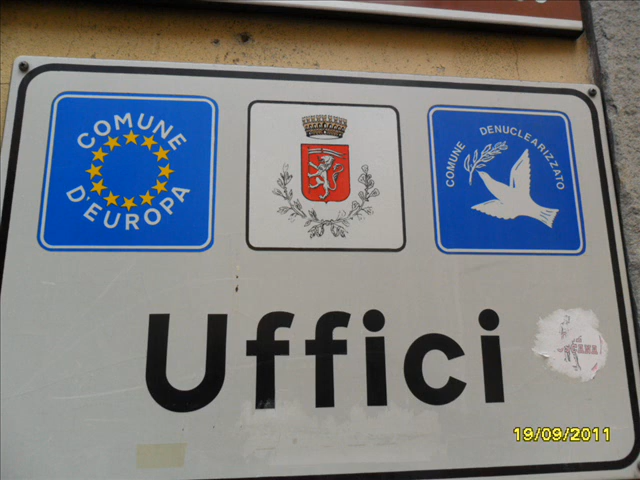 COMUNE
D'EUROPA
COMUNE DENUCLEARIZZATO
Uffici
19/09/2011